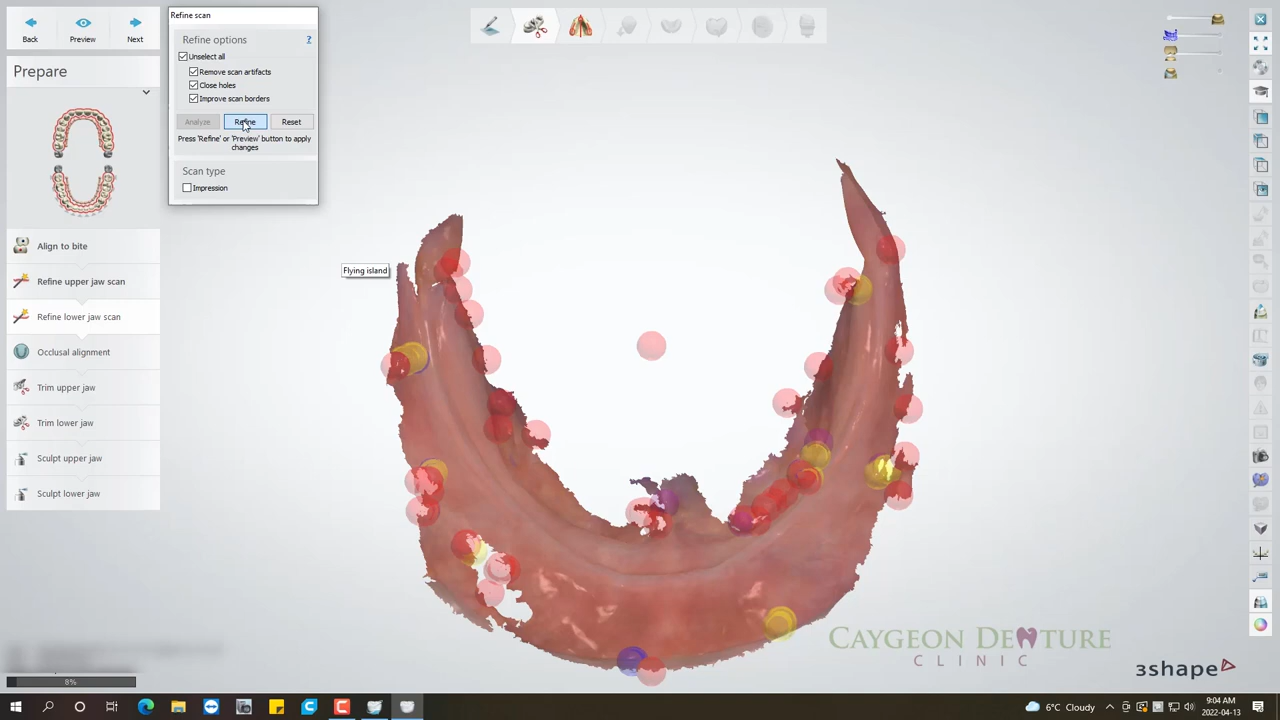 Back
Preview
Next
Prepare
Align to bite
Refine upper jaw scan
Refine lower jaw scan
Occlusal alignment
Trim upper jaw
Trim lower jaw
Sculpt upper jaw
Sculpt lower jaw
Refine scan
Refine options
?
Unselect all
Remove scan artifacts
Close holes
Improve scan borders
Analyze
Refine
Reset
Press 'Refine' or 'Preview' button to apply
changes
Scan type
Impression
Flying island
CAYGEON DENTURE
CLINIC
3shape
8%
6°C Cloudy
9:04 AM
2022-04-13